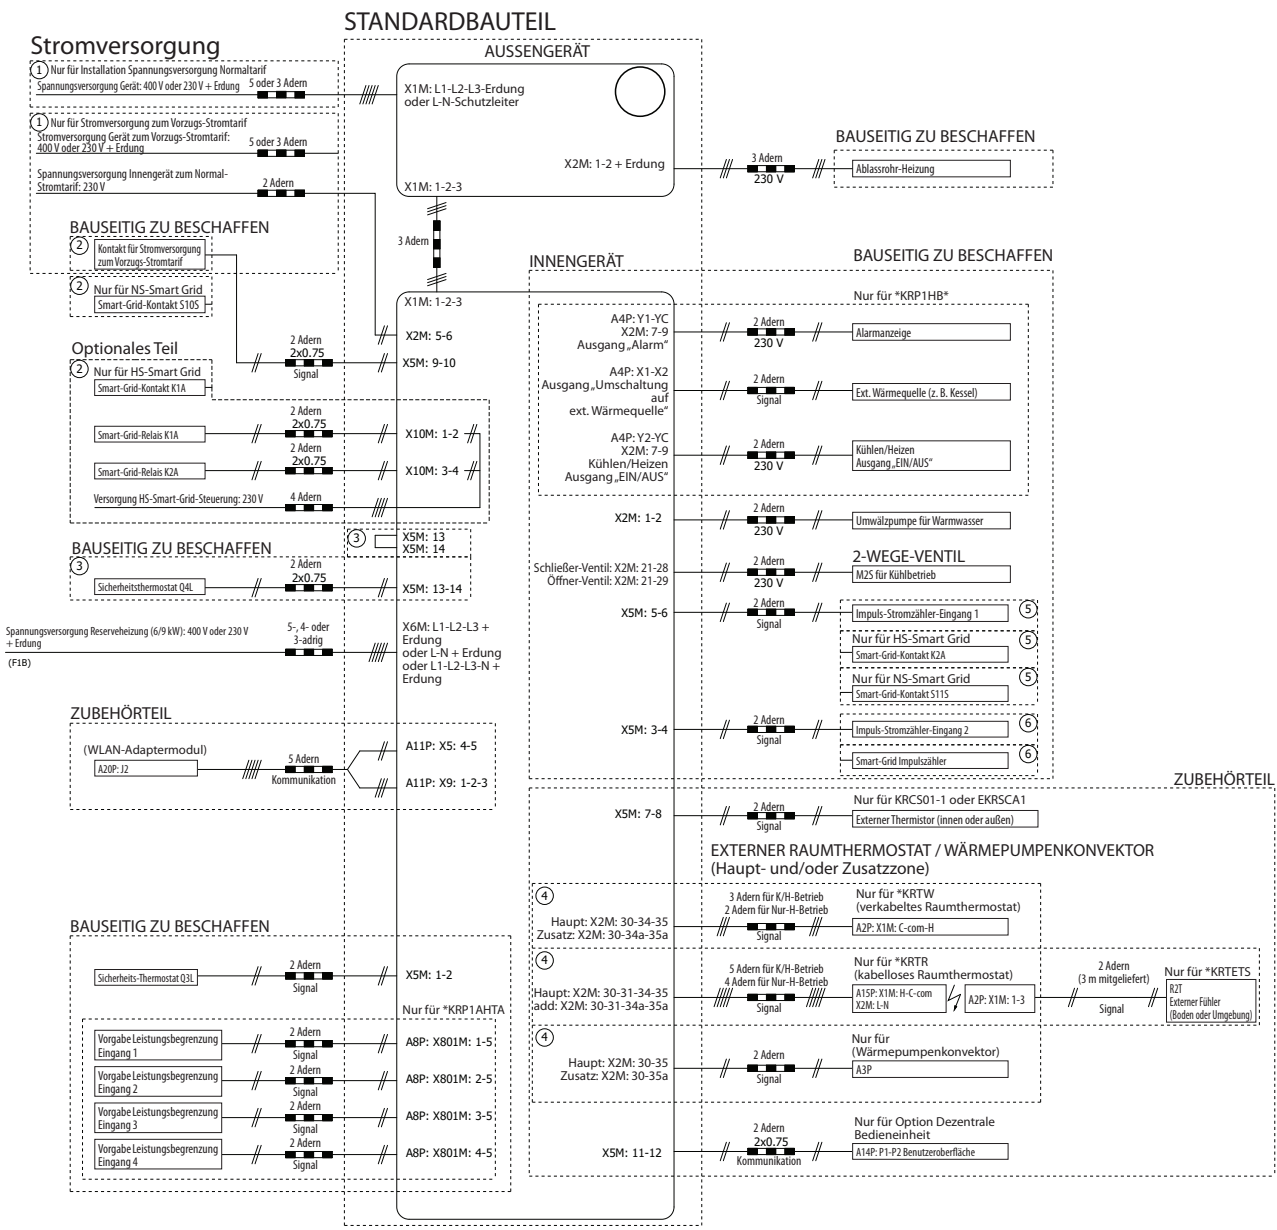 STANDARDBAUTEIL
Stromversorgung
AUSSENGERÄT
1 Nur für Installation Spannungsversorgung Normaltarif
Spannungsversorgung Gerät: 400 V oder 230 V + Erdung
5 oder 3 Adern
X1M: L1-L2-L3-Erdung
oder L-N-Schutzleiter
1 Nur für Stromversorgung zum Vorzugs-Stromtarif
Stromversorgung Gerät zum Vorzugs-Stromtarif:
400 V oder 230 V + Erdung
5 oder 3 Adern
X2M: 1-2 + Erdung
3 Adern
230 V
BAUSEITIG ZU BESCHAFFEN
Ablassrohr-Heizung
Spannungsversorgung Innengerät zum Normal-
Stromtarif: 230 V
2 Adern
X1M: 1-2-3
3 Adern
BAUSEITIG ZU BESCHAFFEN
2 Kontakt für Stromversorgung
zum Vorzugs-Stromtarif
2 Nur für NS-Smart Grid
Smart-Grid-Kontakt S10S
X1M: 1-2-3
X2M: 5-6
2 Adern
2x0.75
Signal
X5M: 9-10
Optionales Teil
2 Nur für HS-Smart Grid
Smart-Grid-Kontakt K1A
Smart-Grid-Relais K1A
2 Adern
2x0.75
X10M: 1-2
Smart-Grid-Relais K2A
2 Adern
2x0.75
X10M: 3-4
Versorgung HS-Smart-Grid-Steuerung: 230 V
4 Adern
3
X5M: 13
X5M: 14
BAUSEITIG ZU BESCHAFFEN
3
Sicherheitsthermostat Q4L
2 Adern
2x0.75
X5M: 13-14
Spannungsversorgung Reserveheizung (6/9 kW): 400 V oder 230 V
+ Erdung
(F1B)
5-, 4- oder
3-adrig
X6M: L1-L2-L3 +
Erdung
oder L-N + Erdung
oder L1-L2-L3-N +
Erdung
ZUBEHÖRTEIL
(WLAN-Adaptermodul)
A20P: J2
5 Adern
Kommunikation
A11P: X5: 4-5
A11P: X9: 1-2-3
BAUSEITIG ZU BESCHAFFEN
Sicherheits-Thermostat Q3L
2 Adern
Signal
X5M: 1-2
Nur für *KRP1AHTA
Vorgabe Leistungsbegrenzung
Eingang 1
2 Adern
Signal
A8P: X801M: 1-5
Vorgabe Leistungsbegrenzung
Eingang 2
2 Adern
Signal
A8P: X801M: 2-5
Vorgabe Leistungsbegrenzung
Eingang 3
2 Adern
Signal
A8P: X801M: 3-5
Vorgabe Leistungsbegrenzung
Eingang 4
2 Adern
Signal
A8P: X801M: 4-5
INNENGERÄT
BAUSEITIG ZU BESCHAFFEN
Nur für *KRP1HB*
A4P: Y1-YC
X2M: 7-9
Ausgang „Alarm“
2 Adern
230 V
Alarmanzeige
A4P: X1-X2
Ausgang „Umschaltung
auf
ext. Wärmequelle“
2 Adern
Signal
Ext. Wärmequelle (z. B. Kessel)
A4P: Y2-YC
X2M: 7-9
Kühlen/Heizen
Ausgang „EIN/AUS“
2 Adern
230 V
Kühlen/Heizen
Ausgang „EIN/AUS“
X2M: 1-2
2 Adern
230 V
Umwälzpumpe für Warmwasser
2-WEGE-VENTIL
Schließer-Ventil: X2M: 21-28
Öffner-Ventil: X2M: 21-29
2 Adern
230 V
M2S für Kühlbetrieb
X5M: 5-6
2 Adern
Signal
Impuls-Stromzähler-Eingang 1
5
Nur für HS-Smart Grid
5
Smart-Grid-Kontakt K2A
Nur für NS-Smart Grid
5
Smart-Grid-Kontakt S11S
X5M: 3-4
2 Adern
Signal
Impuls-Stromzähler-Eingang 2
6
Smart-Grid Impulszähler
6
ZUBEHÖRTEIL
X5M: 7-8
2 Adern
Signal
Nur für KRCS01-1 oder EKRSCA1
Externer Thermistor (innen oder außen)
EXTERNER RAUMTHERMOSTAT / WÄRMEPUMPENKONVEKTOR
(Haupt- und/oder Zusatzzone)
4
Haupt: X2M: 30-34-35
Zusatz: X2M: 30-34a-35a
3 Adern für K/H-Betrieb
2 Adern für Nur-H-Betrieb
Signal
Nur für *KRTW
(verkabeltes Raumthermostat)
A2P: X1M: C-com-H
4
Haupt: X2M: 30-31-34-35
add: X2M: 30-31-34a-35a
5 Adern für K/H-Betrieb
4 Adern für Nur-H-Betrieb
Signal
Nur für *KRTR
(kabelloses Raumthermostat)
A15P: X1M: H-C-com
X2M: L-N
A2P: X1M: 1-3
2 Adern
(3 m mitgeliefert)
Signal
Nur für *KRTETS
R2T
Externer Fühler
(Boden oder Umgebung)
4
Haupt: X2M: 30-35
Zusatz: X2M: 30-35a
2 Adern
Signal
Nur für
(Wärmepumpenkonvektor)
A3P
X5M: 11-12
2 Adern
2x0.75
Kommunikation
Nur für Option Dezentrale
Bedieneinheit
A14P: P1-P2 Benutzeroberfläche